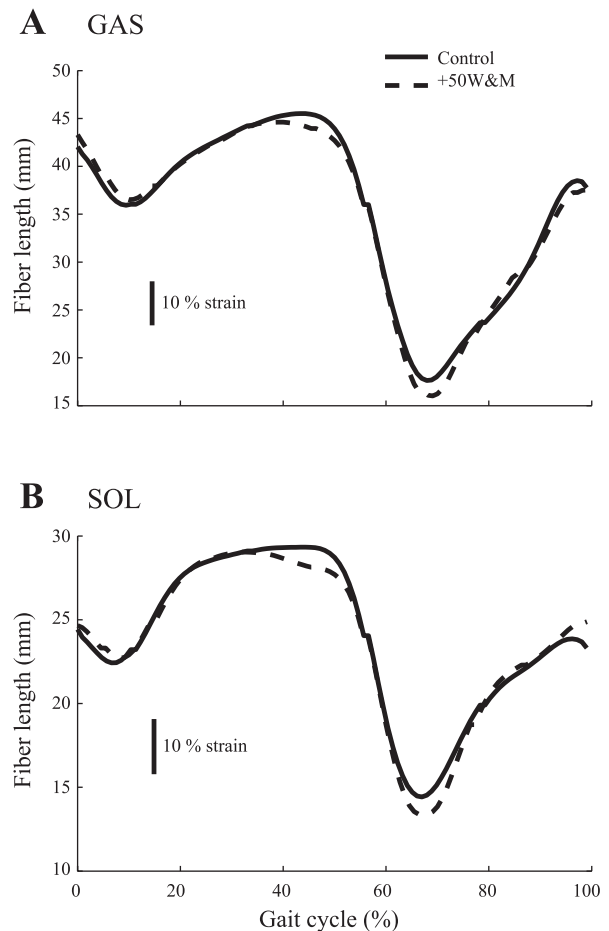 A GAS
Control
+50W&M
50
45
40
35
30
25
20
15
Fiber length (mm)
10 % strain
B SOL
30
25
20
15
10
Fiber length (mm)
10 % strain
0 20 40 60 80 100
Gait cycle (%)